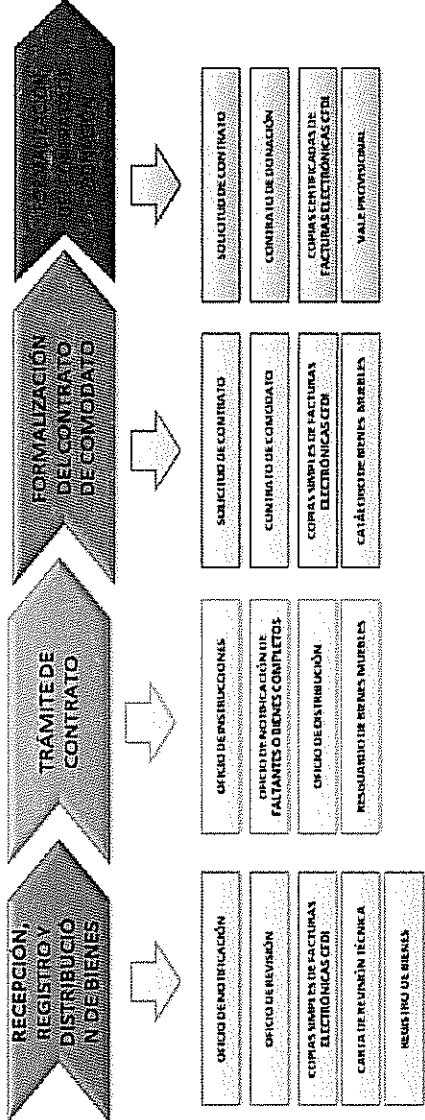 RECEPCIÓN,
REGISTRO Y
DISTRIBUCIO
N DE BIENES
OFICIO DE NOTIFICACIÓN
OFICIO DE REVISIÓN
COPIAS SIMPLES DE FACTURAS
ELECTRÓNICAS CFDI
CARTA DE REVISIÓN TÉCNICA
REGISTRO DE BIENES
TRÁMITE DE
CONTRATO
OFICIO DE INSTRUCCIONES
OFICIO DE NOTIFICACIÓN DE
FALTANTES O BIENES COMPLETOS
OFICIO DE DISTRIBUCIÓN
RESGUARDO DE BIENES MUEBLES
FORMALIZACIÓN
DEL CONTRATO
DE COMODATO
SOLICITUD DE CONTRATO
CONTRATO DE COMODATO
COPIAS SIMPLES DE FACTURAS
ELECTRÓNICAS CFDI
CATÁLOGO DE BIENES MUEBLES
SOLICITUD DE CONTRATO
CONTRATO DE DONACIÓN
COPIAS CERTIFICADAS DE
FACTURAS ELECTRÓNICAS CFDI
VALE PROVISIONAL